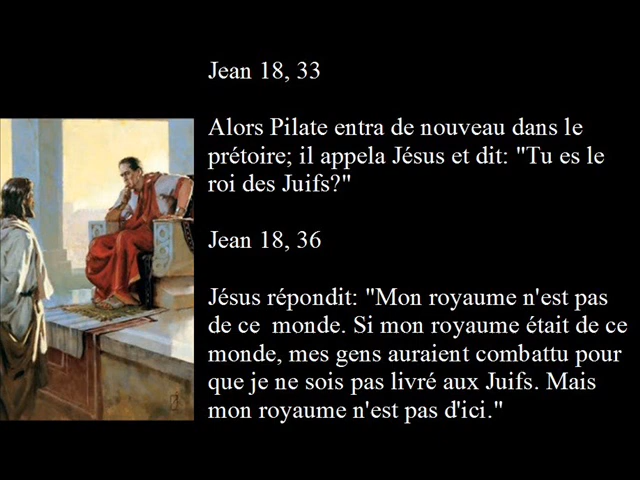 Jean 18, 33
Alors Pilate entra de nouveau dans le
prétoire; il appela Jésus et dit: "Tu es le
roi des Juifs?"
Jean 18, 36
Jésus répondit: "Mon royaume n'est pas
de ce  monde. Si mon royaume était de ce
monde, mes gens auraient combattu pour
que je ne sois pas livré aux Juifs. Mais
mon royaume n'est pas d'ici."